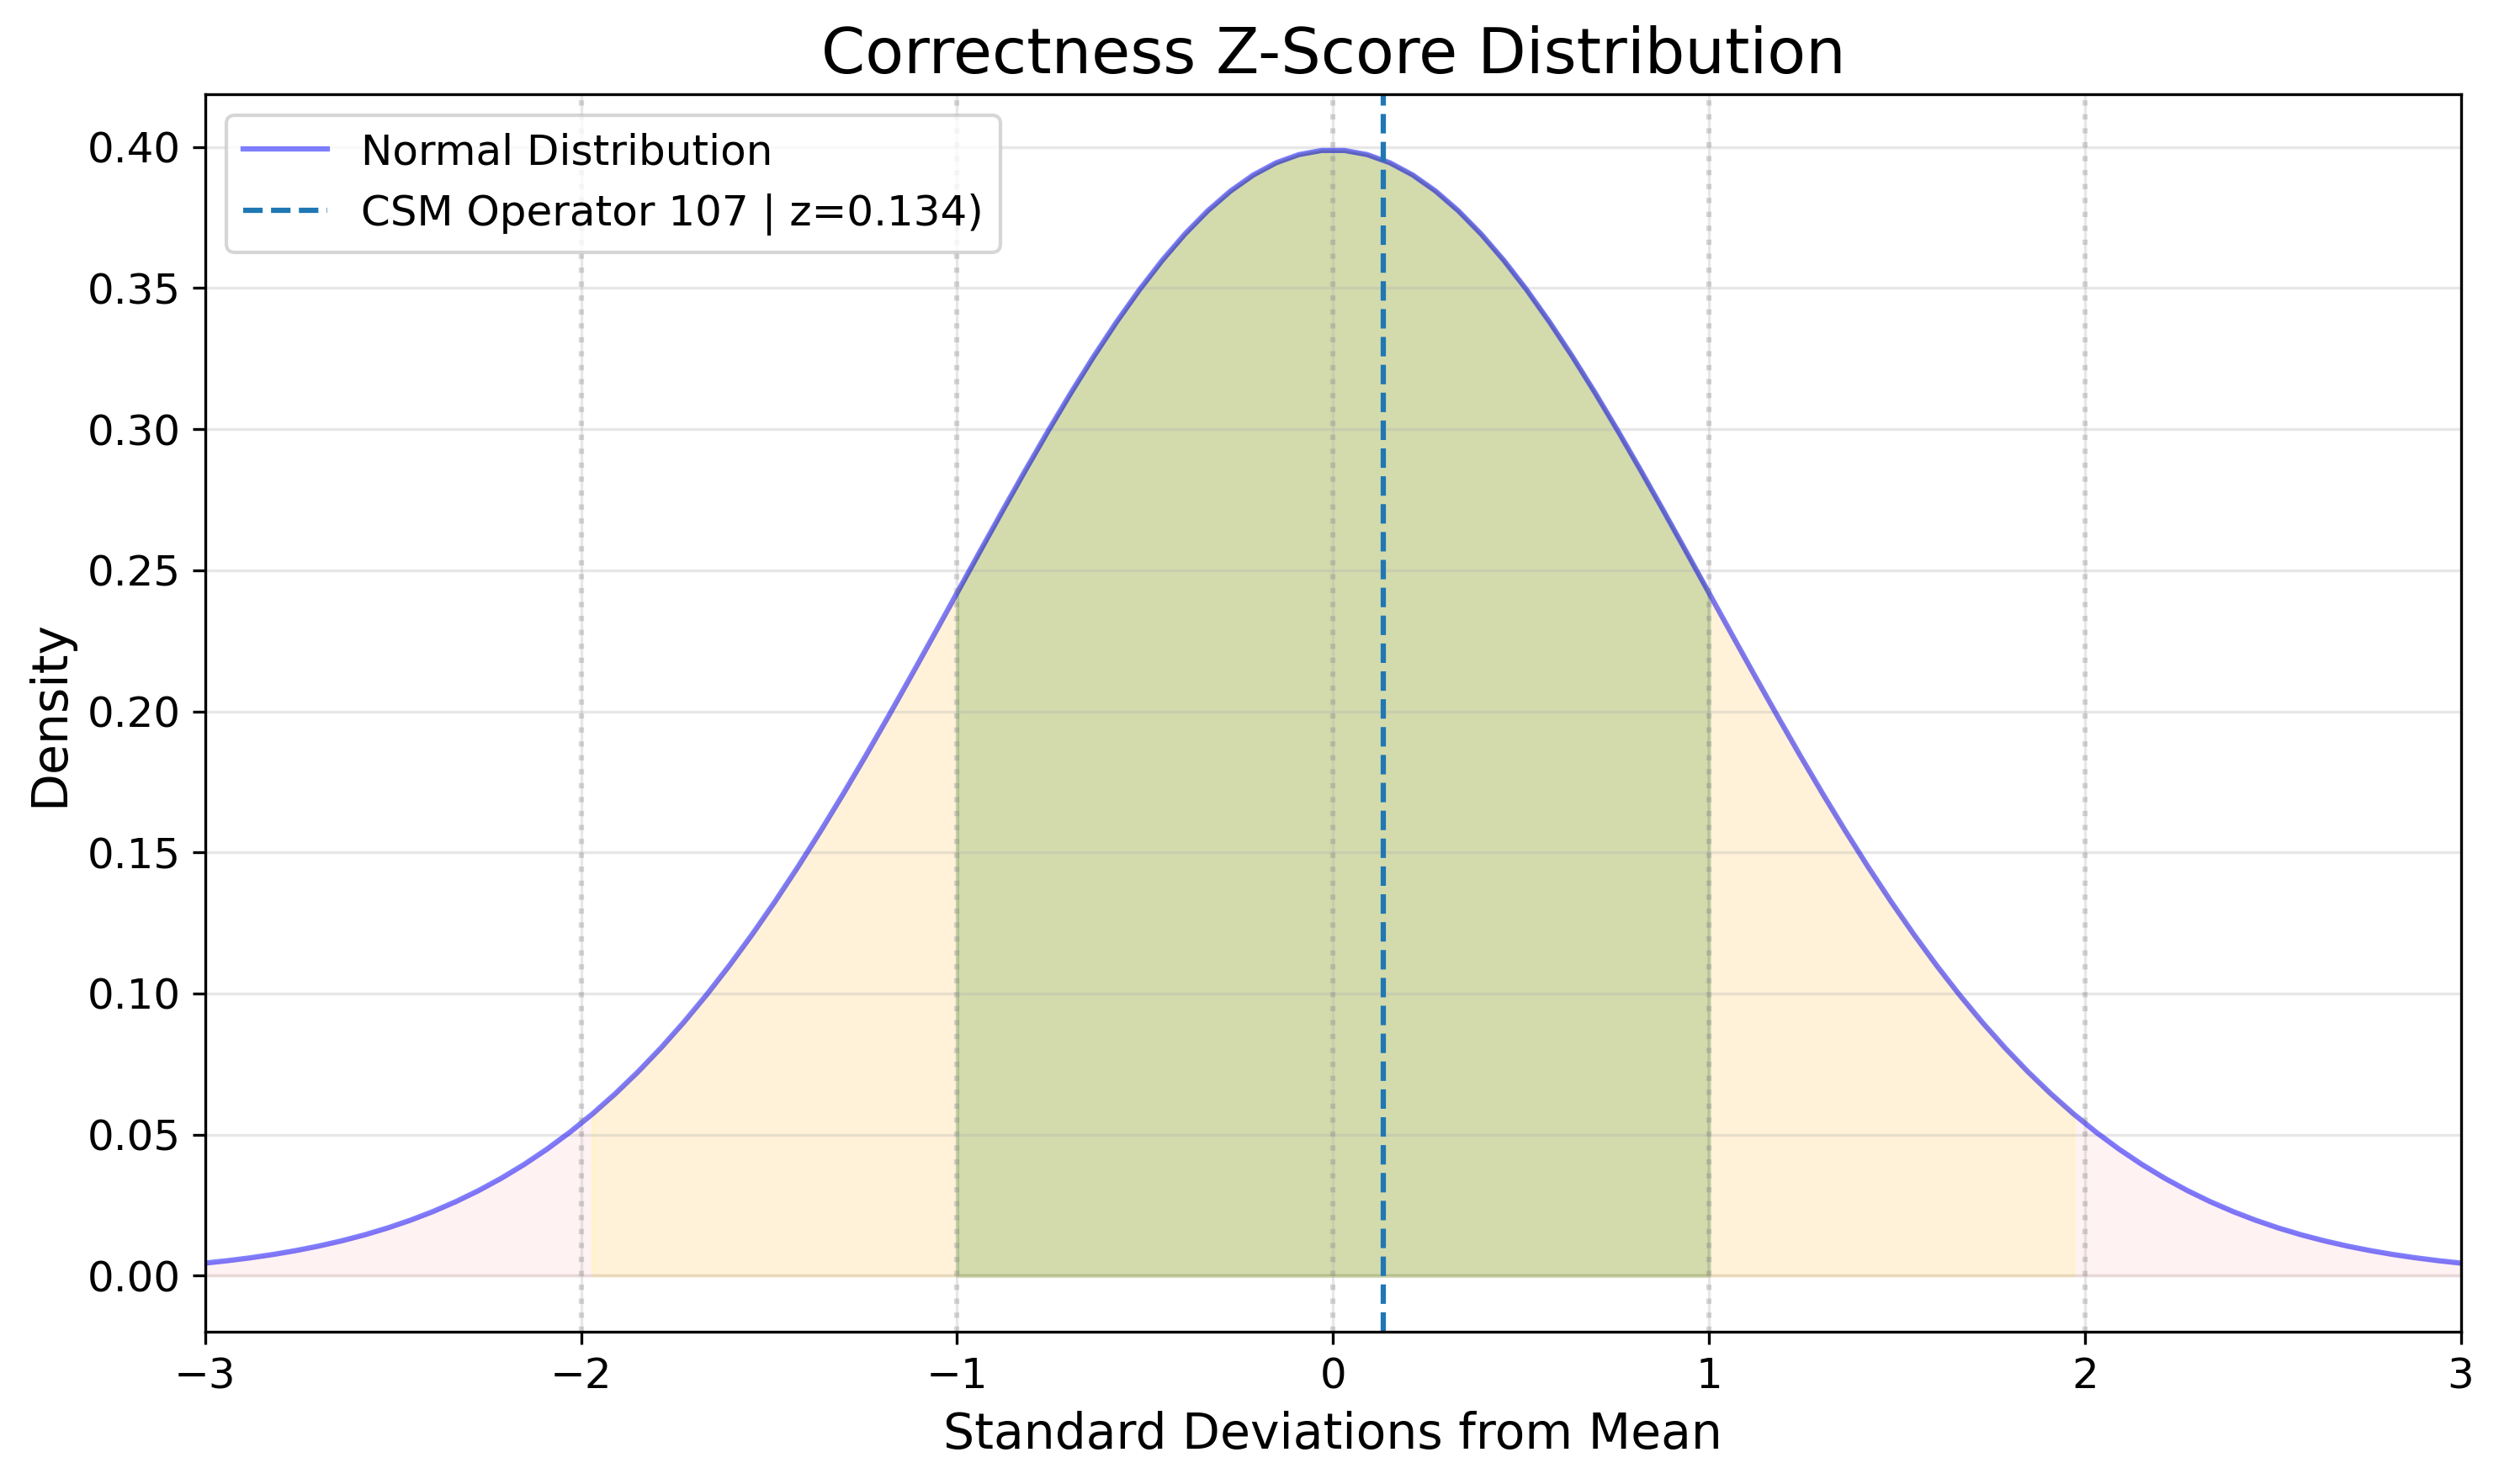 Correctness Z-Score Distribution
Normal Distribution
CSM Operator 107 | z=0.134)
Density
0.40
0.35
0.30
0.25
0.20
0.15
0.10
0.05
0.00
−3 −2 −1 0 1 2 3
Standard Deviations from Mean